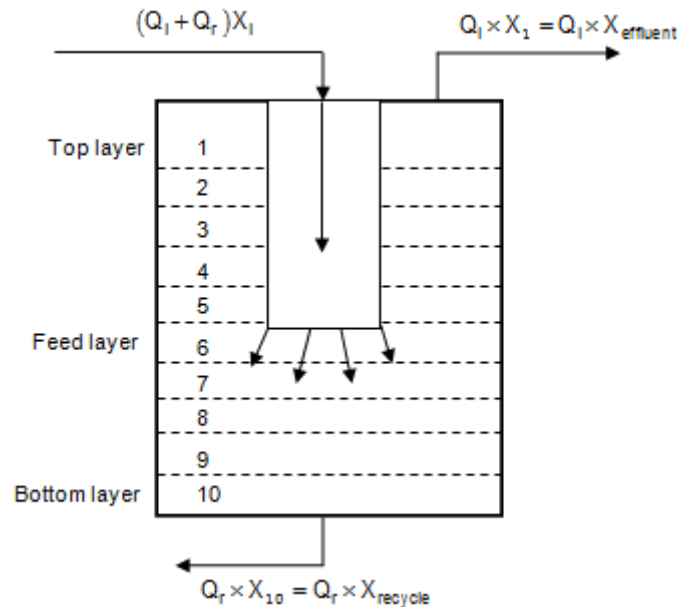 (Q_I + Q_r)X_I
Q_I × X_1 = Q_I × X_effluent
Top layer 1
2
3
4
5
Feed layer 6
7
8
9
Bottom layer 10
Q_r × X_10 = Q_r × X_recycle